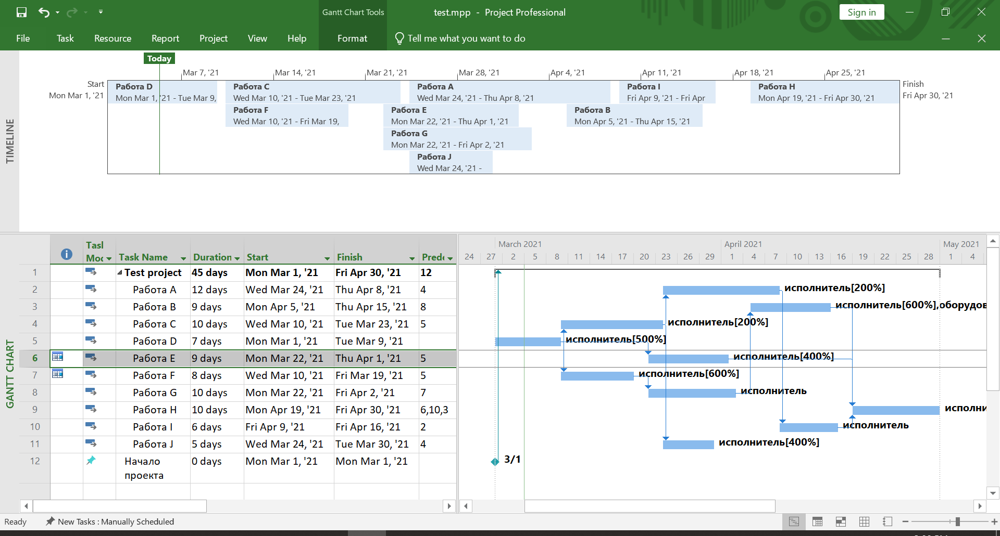 Gantt Chart Tools
test.mpp - Project Professional
Sign in
File Task Resource Report Project View Help Format Tell me what you want to do
Today
Mar 7, '21 Mar 14, '21 Mar 21, '21 Mar 28, '21 Apr 4, '21 Apr 11, '21 Apr 18, '21 Apr 25, '21
Start
Mon Mar 1, '21
Работа D
Mon Mar 1, '21 - Tue Mar 9,
Работа C
Wed Mar 10, '21 - Tue Mar 23, '21
Работа A
Wed Mar 24, '21 - Thu Apr 8, '21
Работа I
Fri Apr 9, '21 - Fri Apr
Работа H
Mon Apr 19, '21 - Fri Apr 30, '21
Finish
Fri Apr 30, '21
Работа F
Wed Mar 10, '21 - Fri Mar 19,
Работа E
Mon Mar 22, '21 - Thu Apr 1, '21
Работа B
Mon Apr 5, '21 - Thu Apr 15, '21
Работа G
Mon Mar 22, '21 - Fri Apr 2, '21
Работа J
Wed Mar 24, '21 -
TIMELINE
GANTT CHART
Task Mode Task Name Duration Start Finish Prede
1 Test project 45 days Mon Mar 1, '21 Fri Apr 30, '21 12
2 Работа A 12 days Wed Mar 24, '21 Thu Apr 8, '21 4
3 Работа B 9 days Mon Apr 5, '21 Thu Apr 15, '21 8
4 Работа C 10 days Wed Mar 10, '21 Tue Mar 23, '21 5
5 Работа D 7 days Mon Mar 1, '21 Tue Mar 9, '21
6 Работа E 9 days Mon Mar 22, '21 Thu Apr 1, '21 5
7 Работа F 8 days Wed Mar 10, '21 Fri Mar 19, '21 5
8 Работа G 10 days Mon Mar 22, '21 Fri Apr 2, '21 7
9 Работа H 10 days Mon Apr 19, '21 Fri Apr 30, '21 6,10,3
10 Работа I 6 days Fri Apr 9, '21 Fri Apr 16, '21 2
11 Работа J 5 days Wed Mar 24, '21 Tue Mar 30, '21 4
12 Начало 0 days Mon Mar 1, '21 Mon Mar 1, '21
проекта
March 2021 April 2021 May 2021
24 27 2 5 8 11 14 17 20 23 26 29 1 4 7 10 13 16 19 22 25 28 1 4
исполнитель[200%]
исполнитель[600%],оборудов
исполнитель[200%]
исполнитель[500%]
исполнитель[400%]
исполнитель[600%]
исполнитель
исполни
исполнитель
исполнитель[400%]
3/1
Ready New Tasks : Manually Scheduled